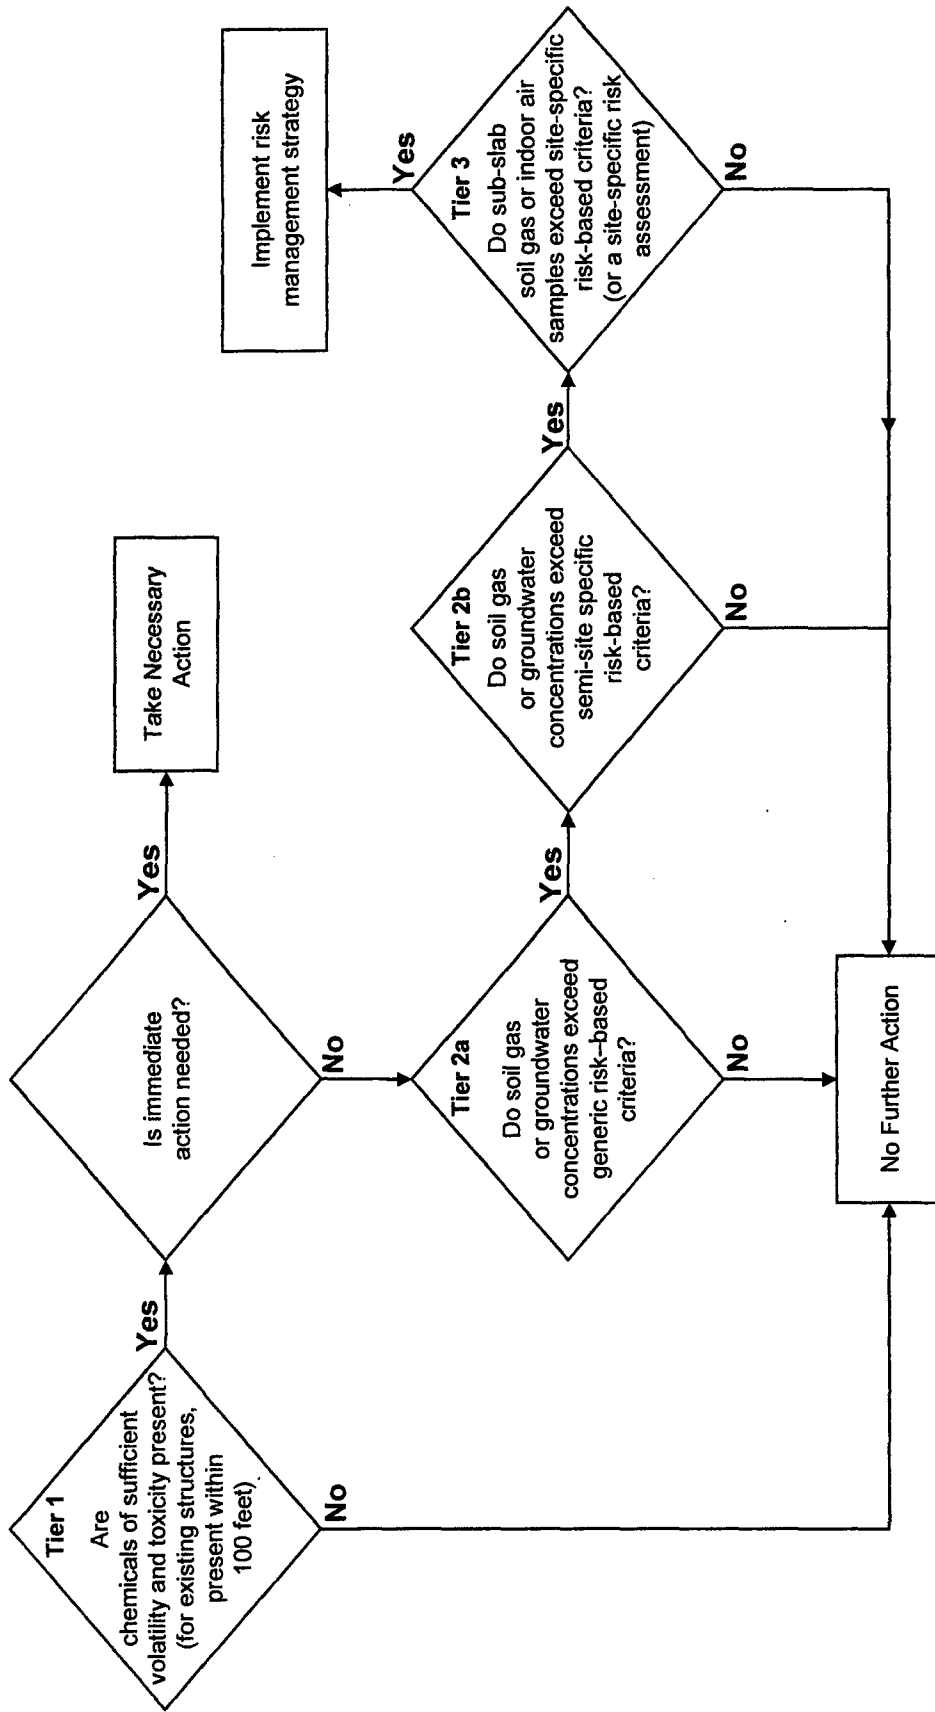 Tier 1
Are
chemicals of sufficient
volatility and toxicity present?
(for existing structures,
present within
100 feet)
Yes
No
Is immediate
action needed?
Yes
No
Take Necessary
Action
Tier 2a
Do soil gas
or groundwater
concentrations exceed
generic risk–based
criteria?
Yes
No
Tier 2b
Do soil gas
or groundwater
concentrations exceed
semi-site specific
risk-based
criteria?
Yes
No
Tier 3
Do sub-slab
soil gas or indoor air
samples exceed site-specific
risk-based criteria?
(or a site-specific risk
assessment)
Yes
No
Implement risk
management strategy
No Further Action